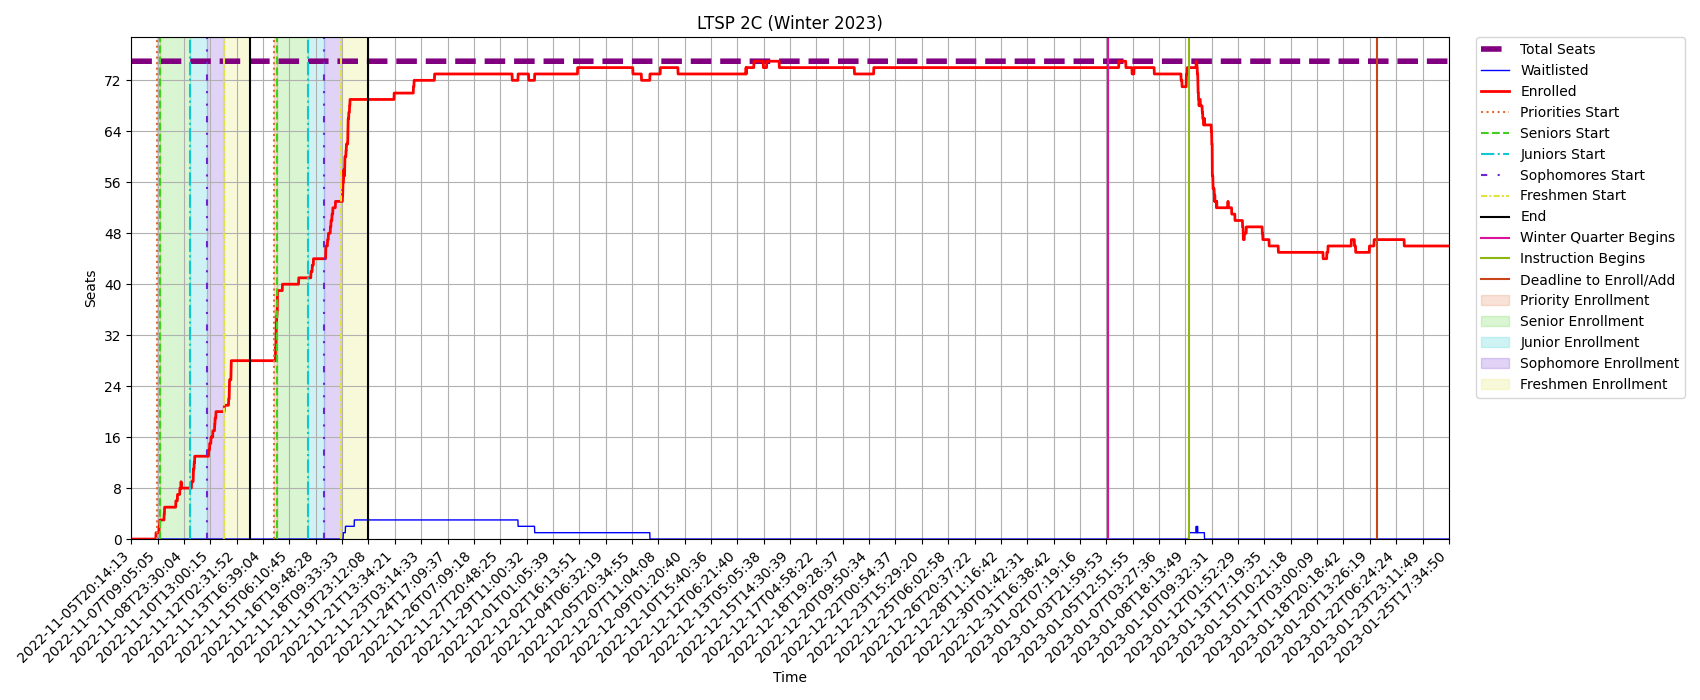 LTSP 2C (Winter 2023)
Total Seats
Waitlisted
Enrolled
Priorities Start
Seniors Start
Juniors Start
Sophomores Start
Freshmen Start
End
Winter Quarter Begins
Instruction Begins
Deadline to Enroll/Add
Priority Enrollment
Senior Enrollment
Junior Enrollment
Sophomore Enrollment
Freshmen Enrollment
Seats
72
64
56
48
40
32
24
16
8
0
2022-11-05T20:14:13
2022-11-07T09:05:05
2022-11-08T23:30:04
2022-11-10T13:00:15
2022-11-12T02:31:52
2022-11-13T16:39:04
2022-11-15T06:10:45
2022-11-16T19:48:28
2022-11-18T09:33:33
2022-11-19T23:12:08
2022-11-21T13:34:21
2022-11-23T03:14:33
2022-11-24T17:09:37
2022-11-26T07:09:18
2022-11-27T20:48:25
2022-11-29T11:00:32
2022-12-01T01:05:39
2022-12-02T16:13:51
2022-12-04T06:32:19
2022-12-05T20:34:55
2022-12-07T11:04:08
2022-12-09T01:20:40
2022-12-10T15:40:36
2022-12-12T06:21:40
2022-12-13T05:05:38
2022-12-15T14:30:39
2022-12-17T04:58:22
2022-12-18T19:28:37
2022-12-20T09:50:34
2022-12-22T00:54:37
2022-12-23T15:29:20
2022-12-25T06:02:58
2022-12-26T20:37:22
2022-12-28T11:16:42
2022-12-30T01:42:31
2022-12-31T16:38:42
2023-01-02T07:19:16
2023-01-03T21:59:53
2023-01-05T12:51:55
2023-01-07T03:27:36
2023-01-08T18:13:49
2023-01-10T09:32:31
2023-01-12T01:52:29
2023-01-13T17:19:35
2023-01-15T10:21:18
2023-01-17T03:00:09
2023-01-18T20:18:42
2023-01-20T13:26:19
2023-01-22T06:24:24
2023-01-23T23:11:49
2023-01-25T17:34:50
Time